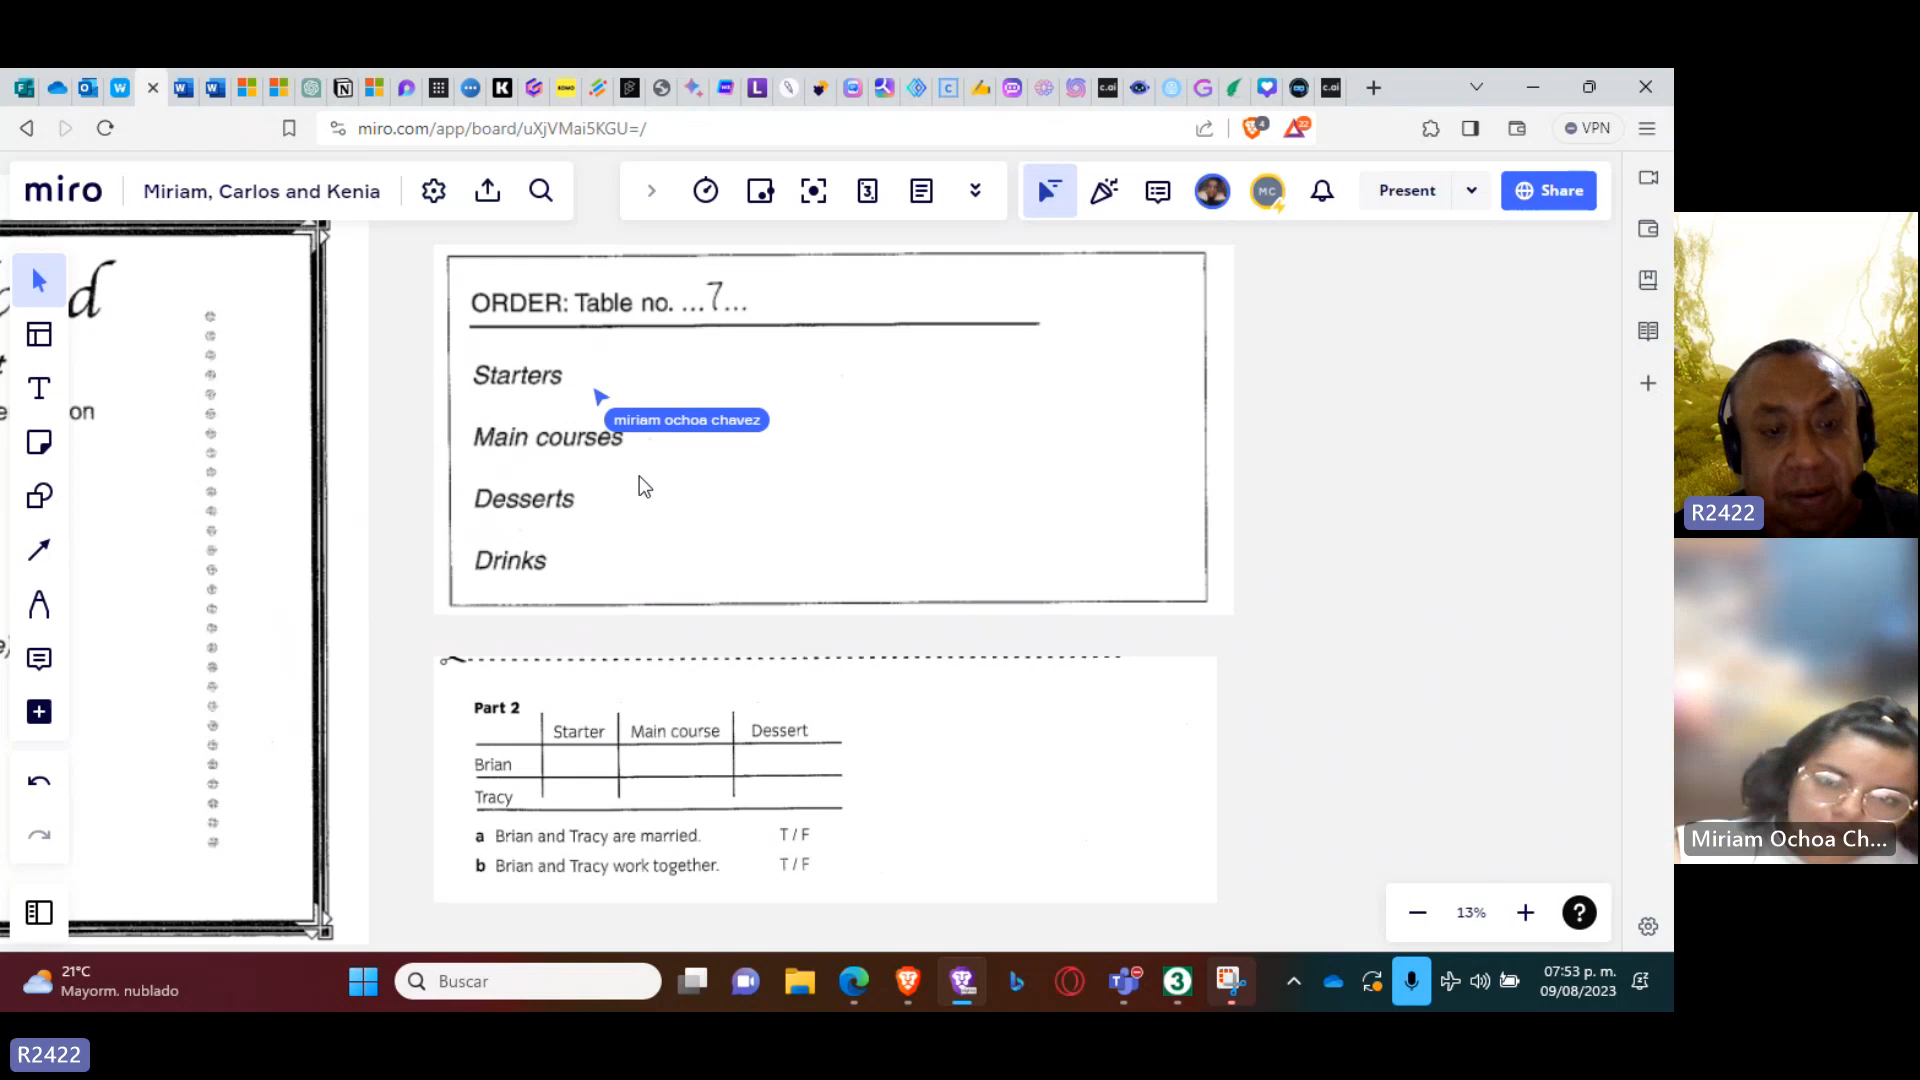 miro.com/app/board/uXjVMai5KGU=/
4
22
VPN
miro
Miriam, Carlos and Kenia
MC
Present
Share
d
on
ORDER: Table no. ...7...
Starters
miriam ochoa chavez
Main courses
Desserts
Drinks
Part 2
Starter Main course Dessert
Brian
Tracy
a Brian and Tracy are married. T / F
b Brian and Tracy work together. T / F
13%
R2422
Miriam Ochoa Ch...
21°C
Mayorm. nublado
Buscar
07:53 p. m.
09/08/2023
R2422